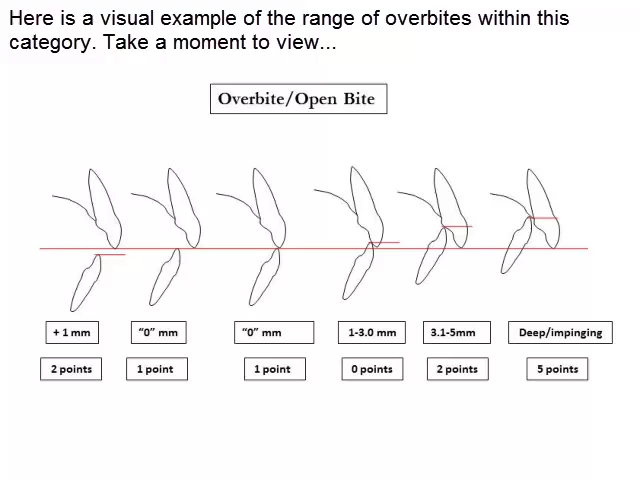 Here is a visual example of the range of overbites within this
category. Take a moment to view...
Overbite/Open Bite
+ 1 mm “0” mm “0” mm 1-3.0 mm 3.1-5mm Deep/impinging
2 points 1 point 1 point 0 points 2 points 5 points